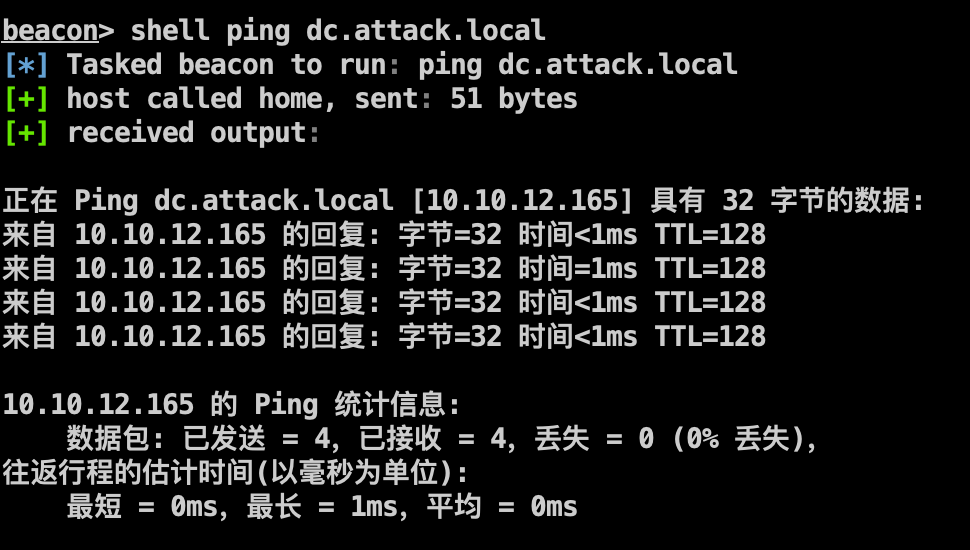 beacon> shell ping dc.attack.local
[*] Tasked beacon to run: ping dc.attack.local
[+] host called home, sent: 51 bytes
[+] received output:
正在 Ping dc.attack.local [10.10.12.165] 具有 32 字节的数据:
来自 10.10.12.165 的回复: 字节=32 时间<1ms TTL=128
来自 10.10.12.165 的回复: 字节=32 时间=1ms TTL=128
来自 10.10.12.165 的回复: 字节=32 时间<1ms TTL=128
来自 10.10.12.165 的回复: 字节=32 时间<1ms TTL=128
10.10.12.165 的 Ping 统计信息:
    数据包: 已发送 = 4，已接收 = 4，丢失 = 0 (0% 丢失)，
往返行程的估计时间(以毫秒为单位):
    最短 = 0ms，最长 = 1ms，平均 = 0ms